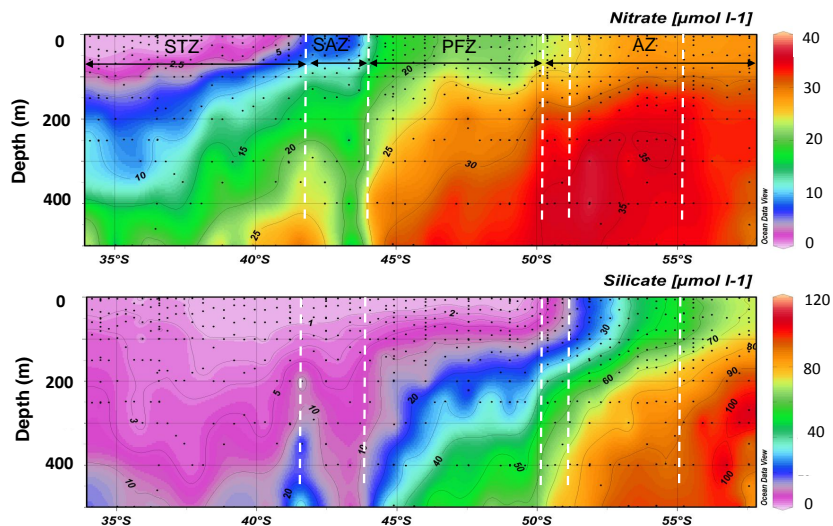 Nitrate [µmol l-1]
0
200
400
Depth (m)
STZ
SAZ
PFZ
AZ
5
2.5
20
10
15
20
25
25
30
35
35
35°S
40°S
45°S
50°S
55°S
Ocean Data View
40
30
20
10
0
Silicate [µmol l-1]
0
200
400
Depth (m)
1
2
30
70
80
3
5
10
20
60
90
100
10
20
40
50
100
35°S
40°S
45°S
50°S
55°S
Ocean Data View
120
80
40
0